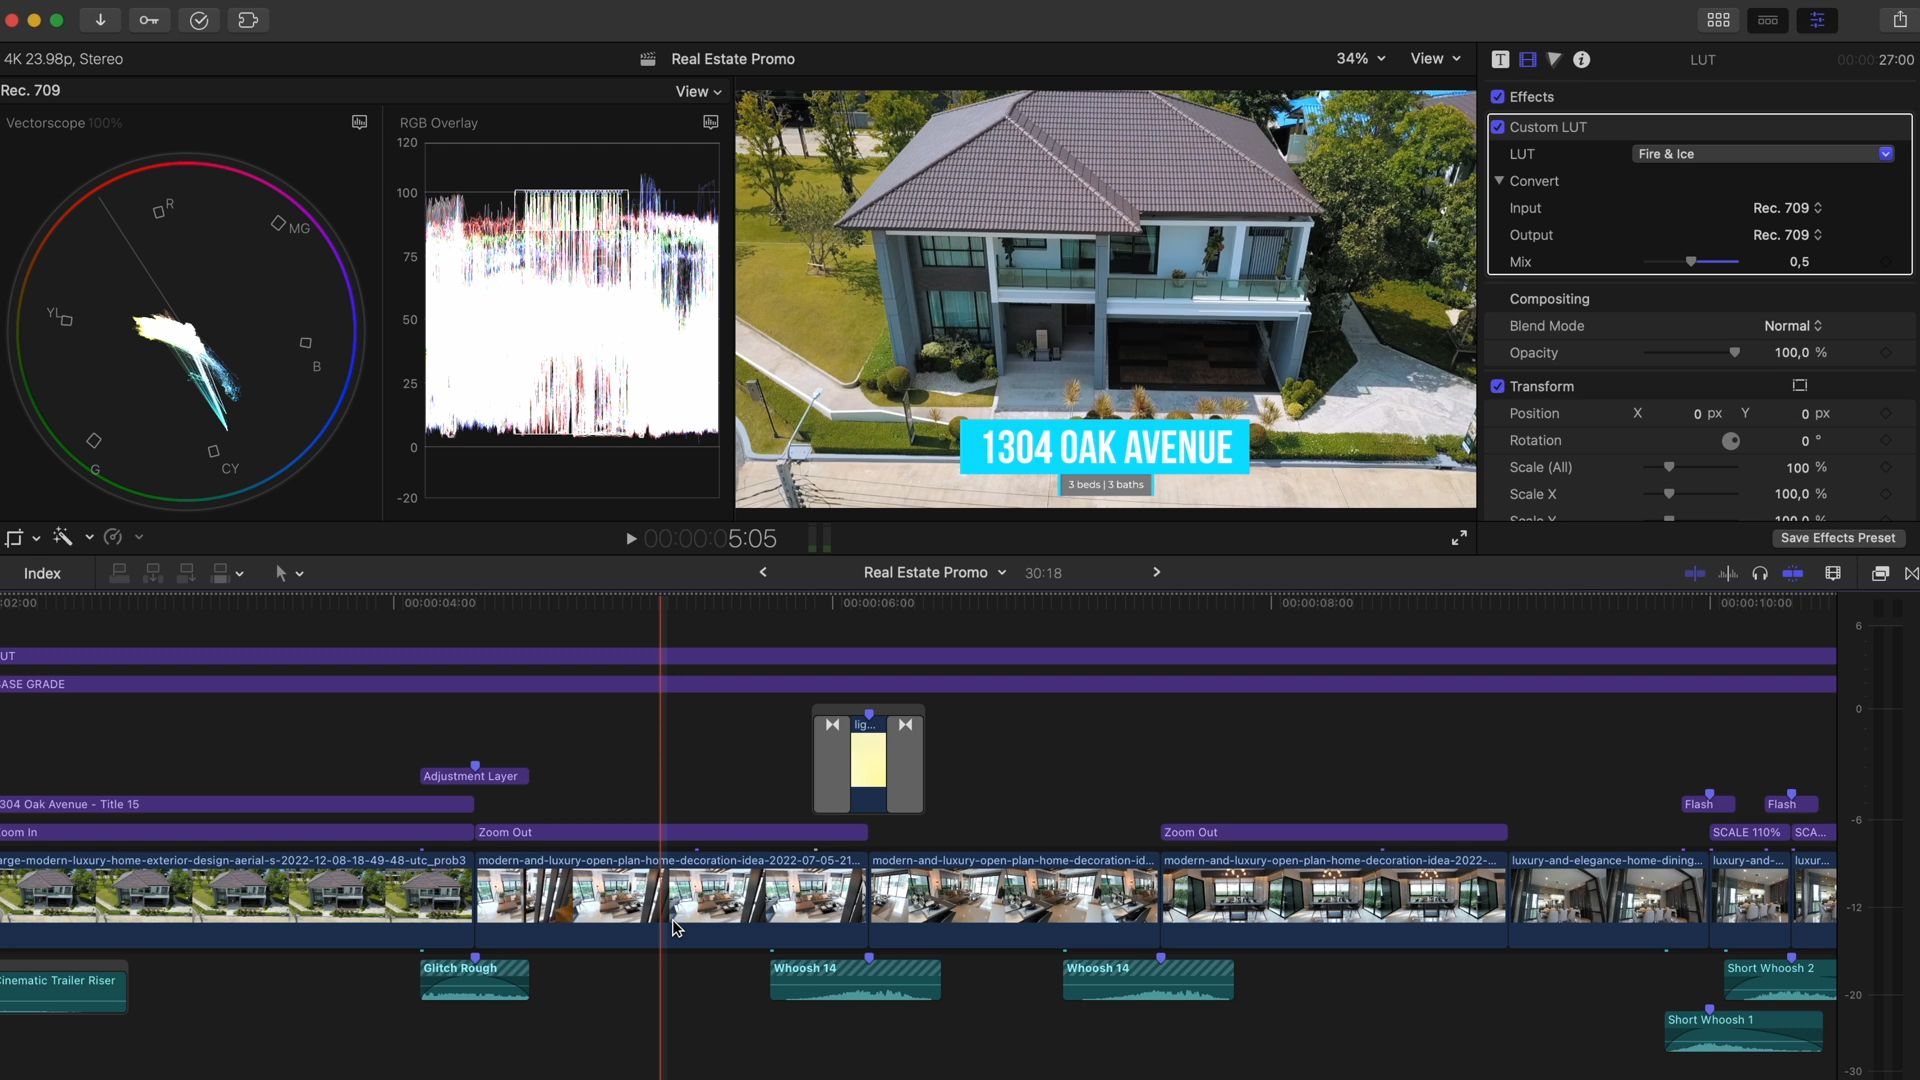 4K 23.98p, Stereo
Real Estate Promo
34%
View
LUT
00:00:27:00
Rec. 709
View
Effects
Vectorscope 100%
RGB Overlay
Custom LUT
LUT
Fire & Ice
Convert
Input
Rec. 709
Output
Rec. 709
Mix
0,5
Compositing
Blend Mode
Normal
Opacity
100,0 %
Transform
Position
X
0 px
Y
0 px
Rotation
0 °
Scale (All)
100 %
Scale X
100,0 %
Scale Y
100,0 %
Save Effects Preset
120
100
75
50
25
0
-20
R
MG
YL
B
G
CY
1304 OAK AVENUE
3 beds | 3 baths
00:00:05:05
Index
Real Estate Promo
30:18
:02:00
00:00:04:00
00:00:06:00
00:00:08:00
00:00:10:00
UT
ASE GRADE
lig...
Adjustment Layer
304 Oak Avenue - Title 15
Flash
Flash
oom In
Zoom Out
Zoom Out
SCALE 110%
SCA...
arge-modern-luxury-home-exterior-design-aerial-s-2022-12-08-18-49-48-utc_prob3
modern-and-luxury-open-plan-home-decoration-idea-2022-07-05-21...
modern-and-luxury-open-plan-home-decoration-id...
modern-and-luxury-open-plan-home-decoration-idea-2022-...
luxury-and-elegance-home-dining...
luxury-and-...
luxur...
inematic Trailer Riser
Glitch Rough
Whoosh 14
Whoosh 14
Short Whoosh 2
Short Whoosh 1
6
0
-6
-12
-20
-30